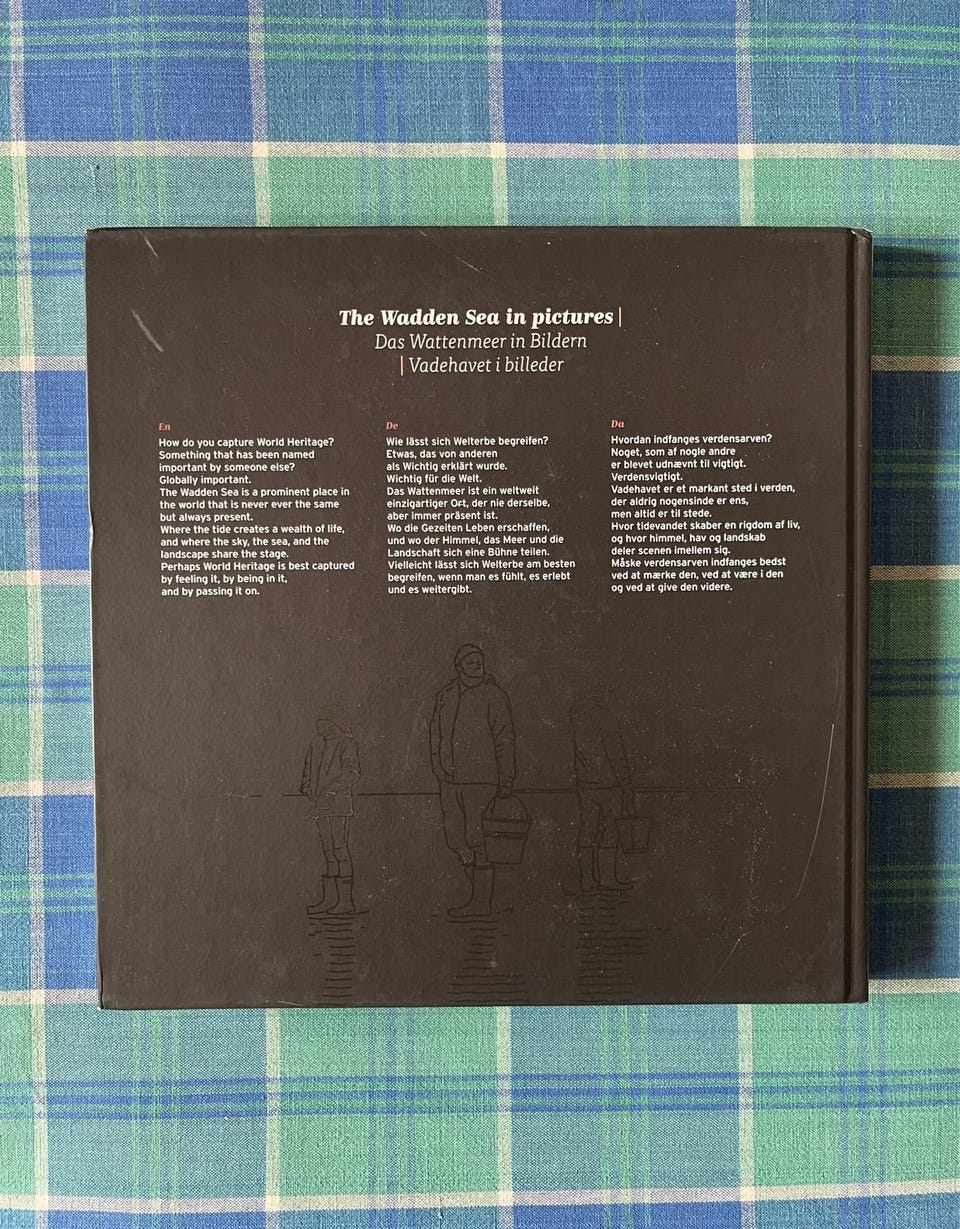 The Wadden Sea in pictures |
Das Wattenmeer in Bildern
| Vadehavet i billeder
En
How do you capture World Heritage?
Something that has been named
important by someone else?
Globally important.
The Wadden Sea is a prominent place in
the world that is never ever the same
but always present.
Where the tide creates a wealth of life,
and where the sky, the sea, and the
landscape share the stage.
Perhaps World Heritage is best captured
by feeling it, by being in it,
and by passing it on.
De
Wie lässt sich Welterbe begreifen?
Etwas, das von anderen
als Wichtig erklärt wurde.
Wichtig für die Welt.
Das Wattenmeer ist ein weltweit
einzigartiger Ort, der nie derselbe,
aber immer präsent ist.
Wo die Gezeiten Leben erschaffen,
und wo der Himmel, das Meer und die
Landschaft sich eine Bühne teilen.
Vielleicht lässt sich Welterbe am besten
begreifen, wenn man es fühlt, es erlebt
und es weitergibt.
Da
Hvordan indfanges verdensarven?
Noget, som af nogle andre
er blevet udnævnt til vigtigt.
Verdensvigtigt.
Vadehavet er et markant sted i verden,
der aldrig nogensinde er ens,
men altid er til stede.
Hvor tidevandet skaber en rigdom af liv,
og hvor himmel, hav og landskab
deler scenen imellem sig.
Måske verdensarven indfanges bedst
ved at mærke den, ved at være i den
og ved at give den videre.